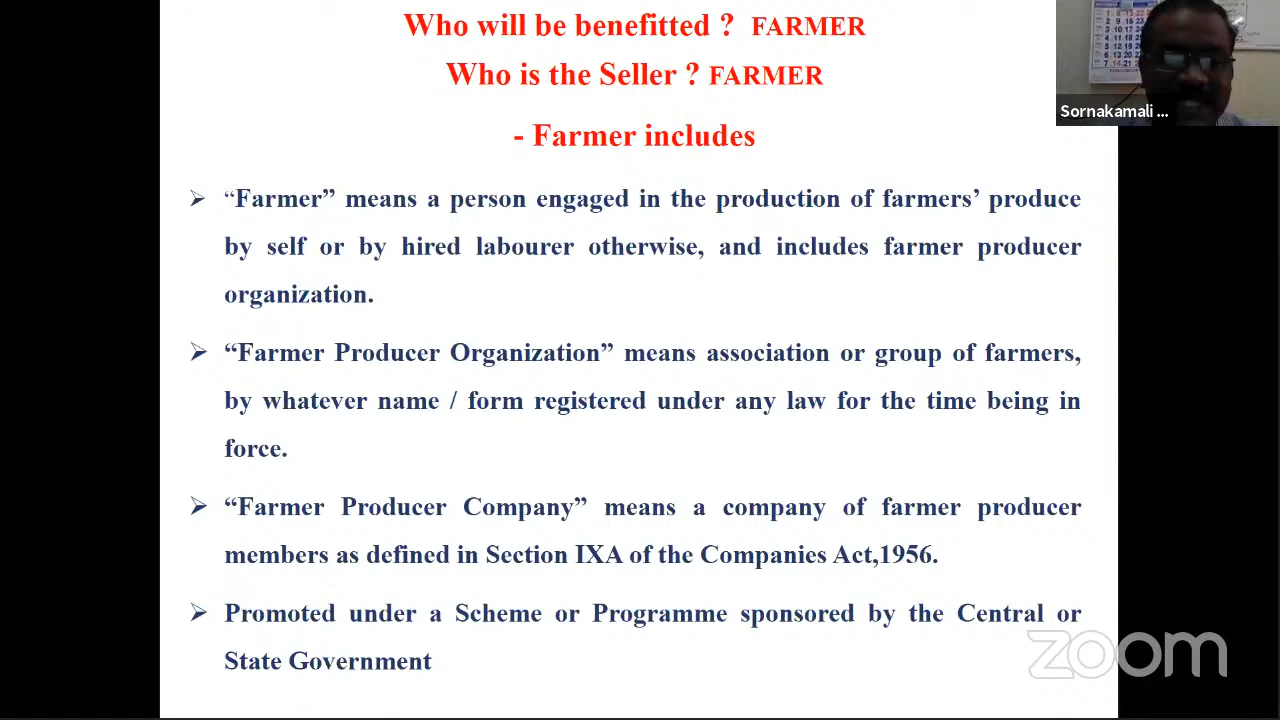 Who will be benefitted ? FARMER
Who is the Seller ? FARMER
- Farmer includes
“Farmer” means a person engaged in the production of farmers’ produce
by self or by hired labourer otherwise, and includes farmer producer
organization.
“Farmer Producer Organization” means association or group of farmers,
by whatever name / form registered under any law for the time being in
force.
“Farmer Producer Company” means a company of farmer producer
members as defined in Section IXA of the Companies Act,1956.
Promoted under a Scheme or Programme sponsored by the Central or
State Government
Sornakamali ...
zoom